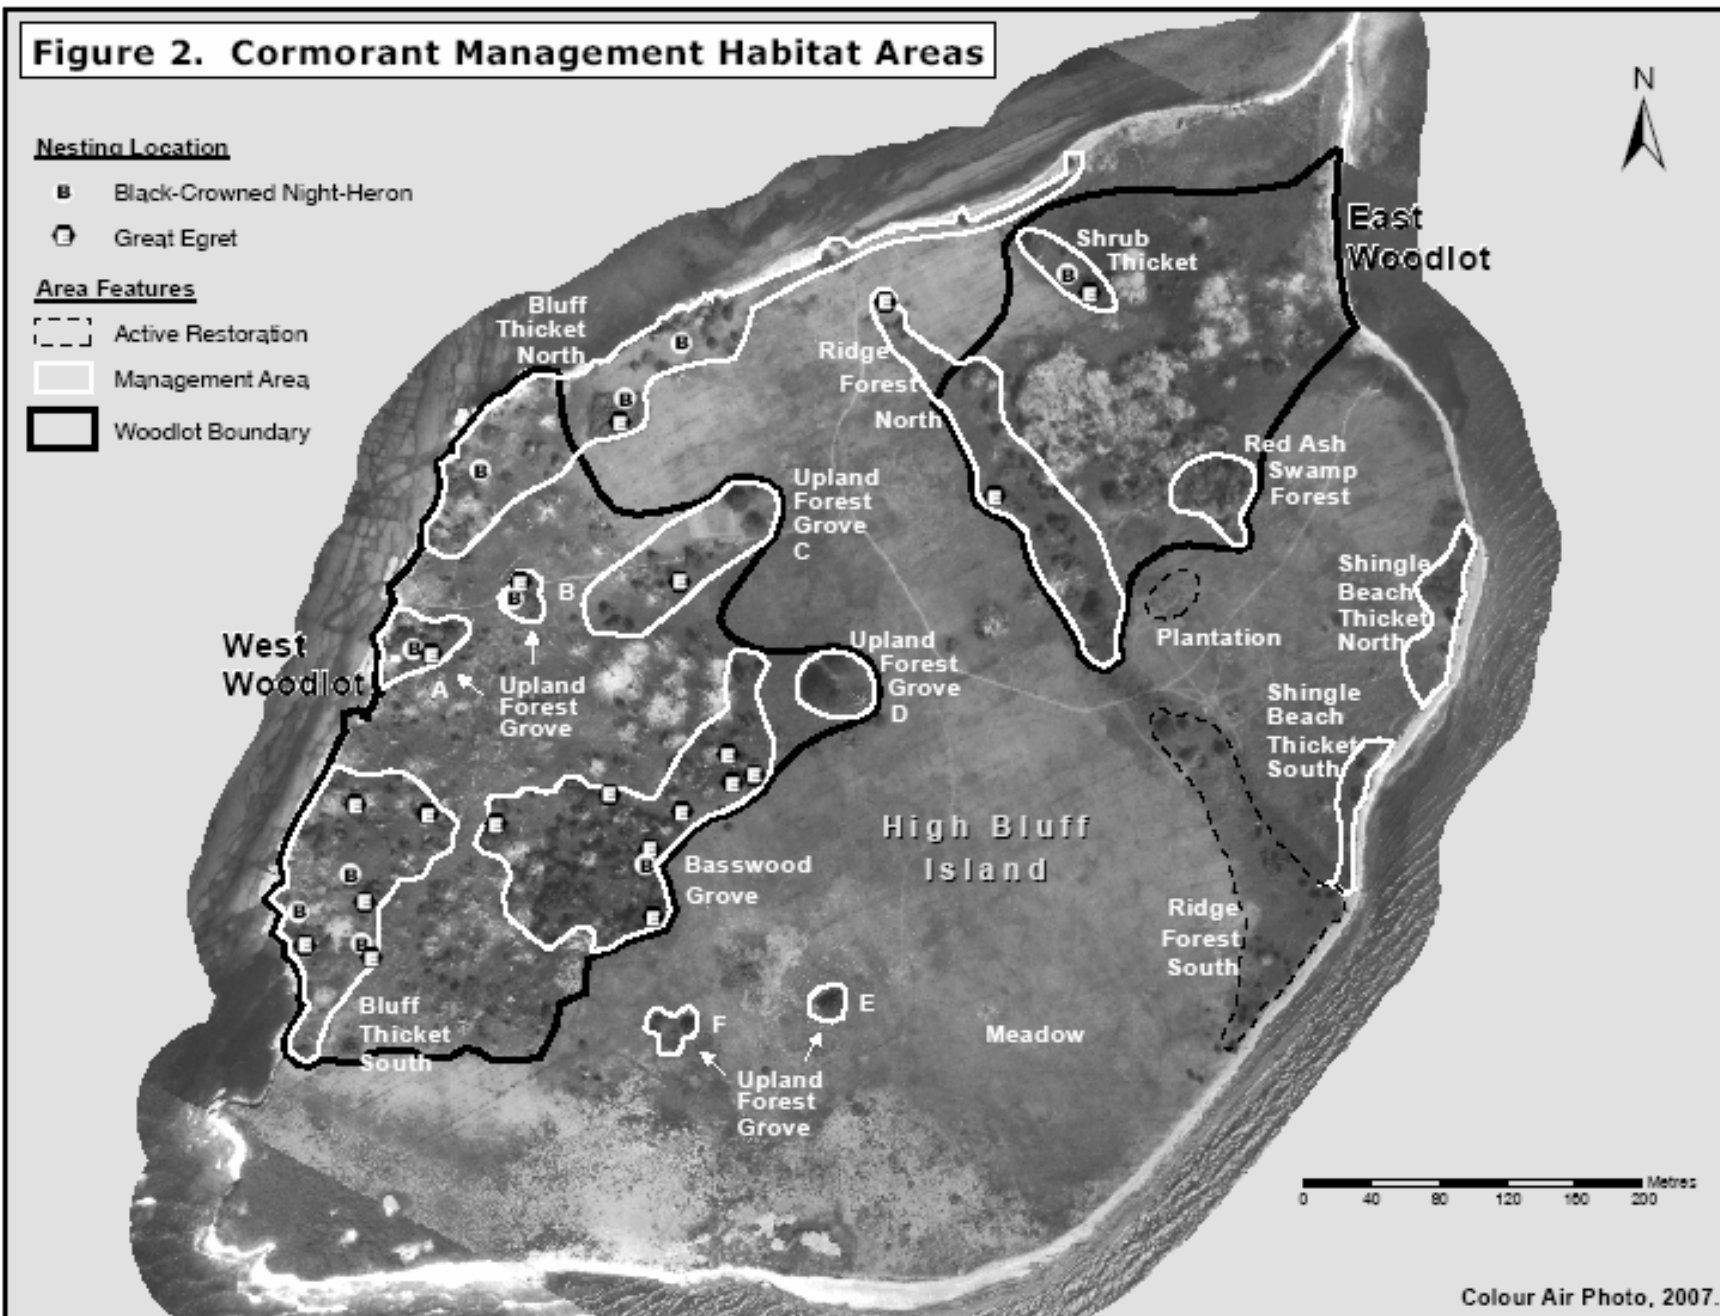 Figure 2. Cormorant Management Habitat Areas
N
Nesting Location
B Black-Crowned Night-Heron
E Great Egret
Area Features
Active Restoration
Management Area
Woodlot Boundary
Shrub
Thicket
East
Woodlot
Bluff
Thicket
North
Ridge
Forest
North
Red Ash
Swamp
Forest
Upland
Forest
Grove
C
Shingle
Beach
Thicket
North
B
West
Woodlot
A
Upland
Forest
Grove
Upland
Forest
Grove
D
Plantation
Shingle
Beach
Thicket
South
High Bluff
Island
Basswood
Grove
Ridge
Forest
South
Bluff
Thicket
South
F
E
Meadow
Upland
Forest
Grove
Metres
0 40 80 120 160 200
Colour Air Photo, 2007.
B
E
E
B
B
E
B
E
E
B
E
B
E
E
E
E
E
E
E
E
E
E
B
E
B
E
B
E
B
E